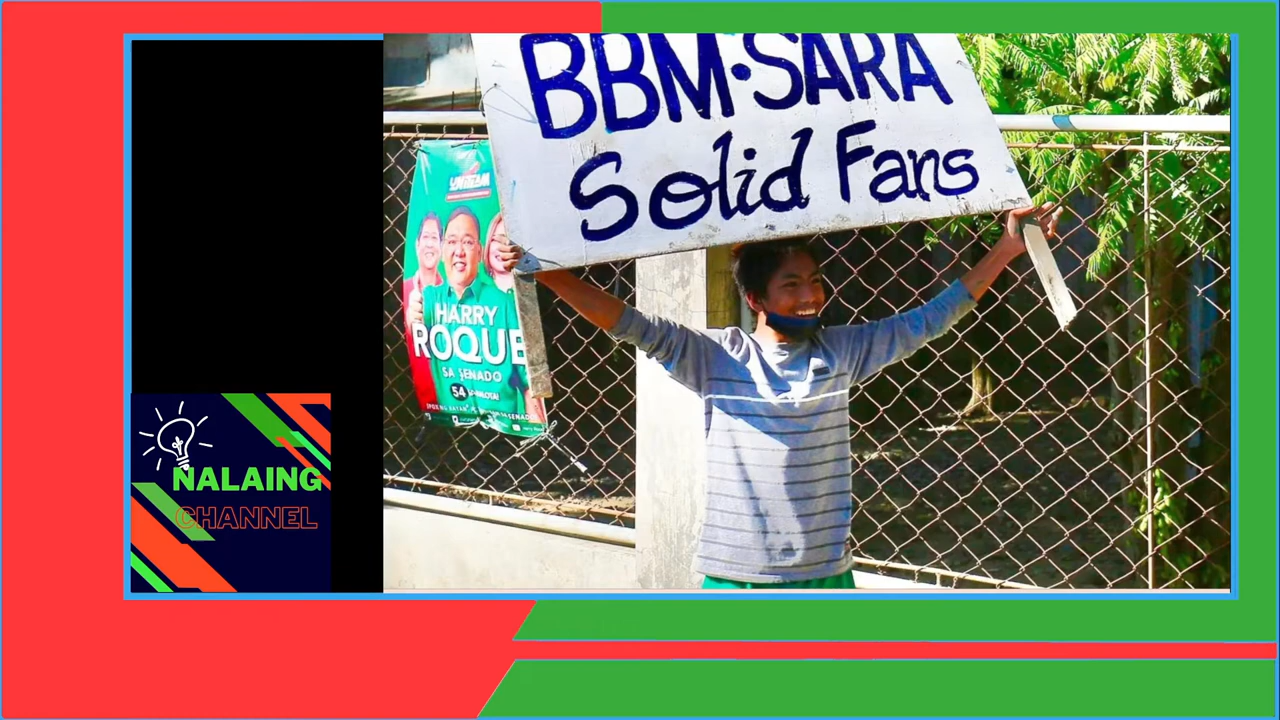 BBM·SARA
Solid Fans
UNITEAM
HARRY
ROQUE
SA SENADO
54
NALAING
CHANNEL